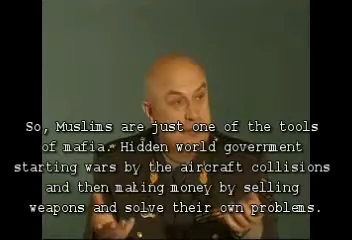 So, Muslims are just one of the tools
of mafia. Hidden world government
starting wars by the aircraft collisions
and then making money by selling
weapons and solve their own problems.